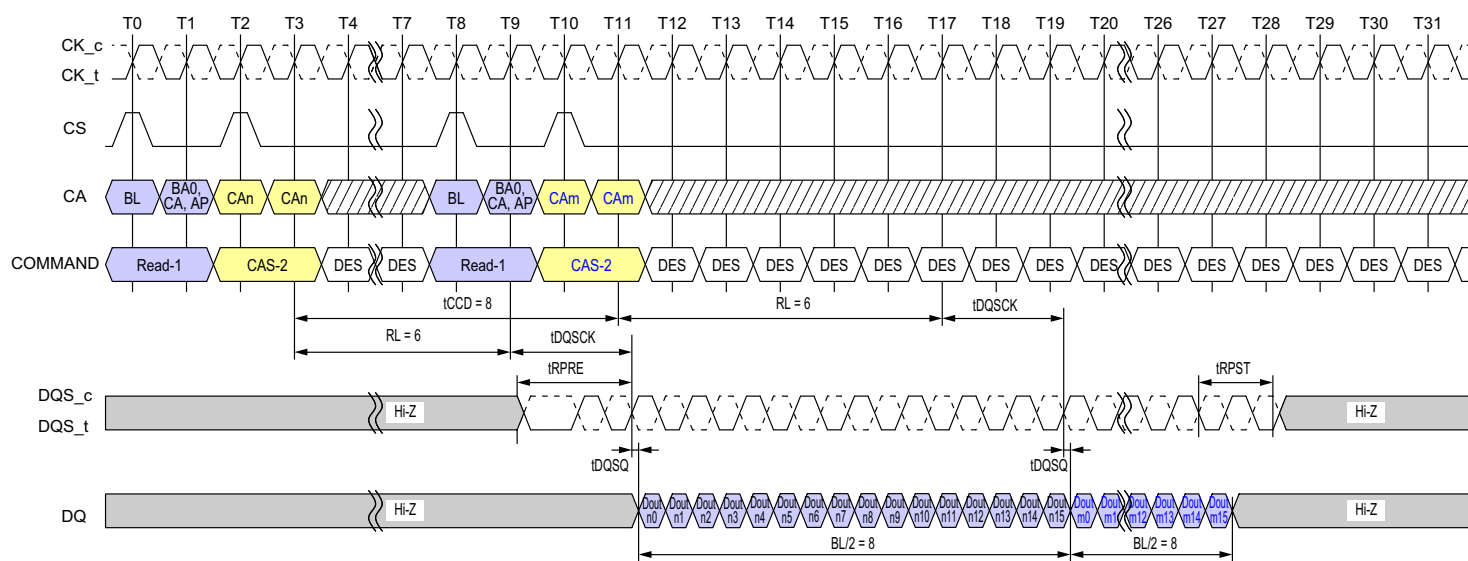 T0 T1 T2 T3 T4 T7 T8 T9 T10 T11 T12 T13 T14 T15 T16 T17 T18 T19 T20 T26 T27 T28 T29 T30 T31
CK_c
CK_t
CS
CA BL BA0, CA, AP CAn CAn BL BA0, CA, AP CAm CAm
COMMAND Read-1 CAS-2 DES DES Read-1 CAS-2 DES DES DES DES DES DES DES DES DES DES DES DES DES DES DES
tCCD = 8 RL = 6 tDQSCK
RL = 6 tDQSCK
tRPRE tRPST
DQS_c
DQS_t
Hi-Z Hi-Z
tDQSQ tDQSQ
DQ Hi-Z Dout n0 Dout n1 Dout n2 Dout n3 Dout n4 Dout n5 Dout n6 Dout n7 Dout n8 Dout n9 Dout n10 Dout n11 Dout n12 Dout n13 Dout n14 Dout n15 Dout m0 Dout m1 Dout m12 Dout m13 Dout m14 Dout m15 Hi-Z
BL/2 = 8 BL/2 = 8